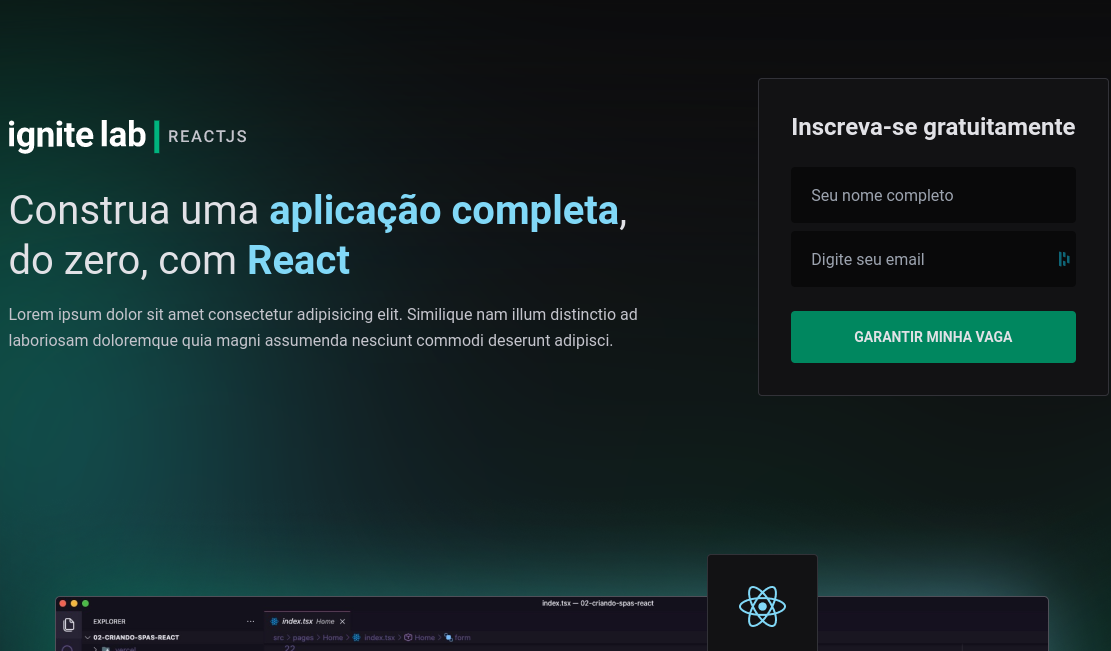 ignite lab
REACTJS
Construa uma aplicação completa,
do zero, com React
Lorem ipsum dolor sit amet consectetur adipisicing elit. Similique nam illum distinctio ad
laboriosam doloremque quia magni assumenda nesciunt commodi deserunt adipisci.
Inscreva-se gratuitamente
Seu nome completo
Digite seu email
GARANTIR MINHA VAGA
index.tsx — 02-criando-spas-react
EXPLORER
index.tsx Home
02-CRIANDO-SPAS-REACT
src > pages > Home > index.tsx > Home > form
.vercel
22